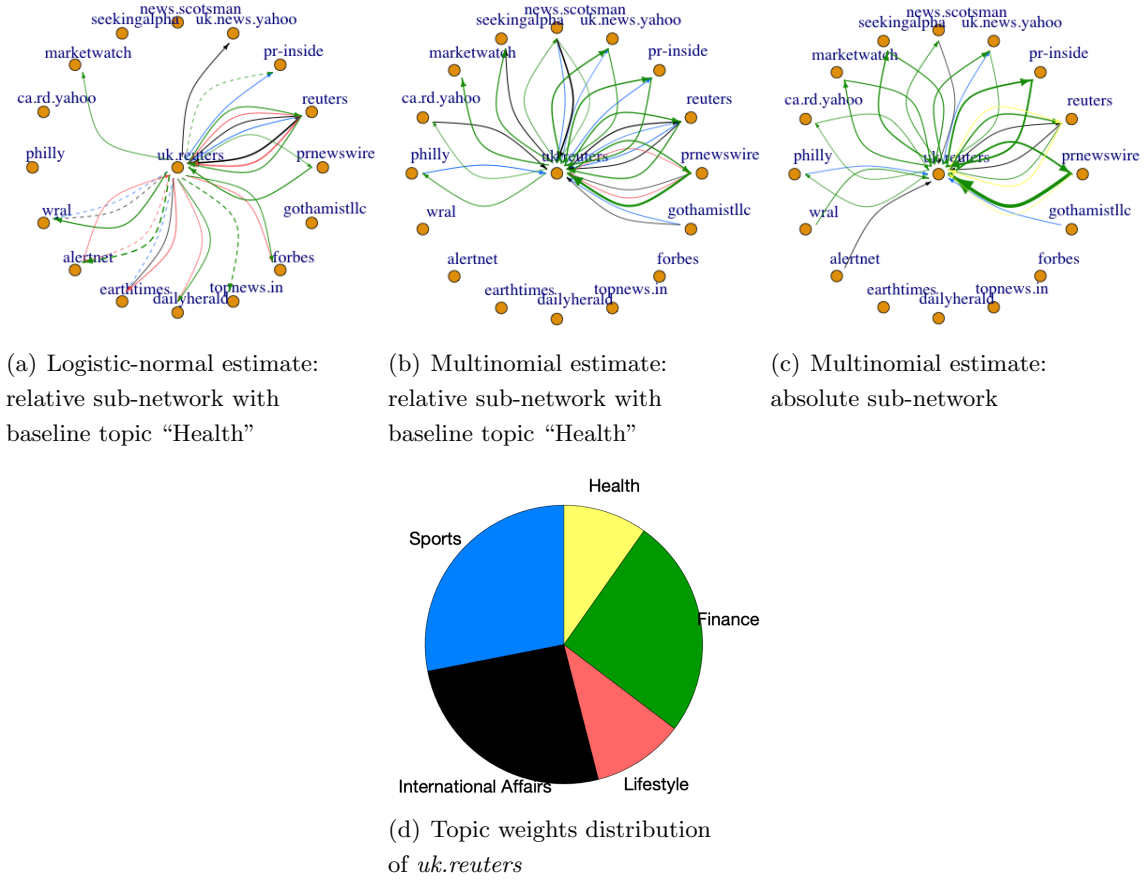 news.scotsman
seekingalpha uk.news.yahoo
marketwatch pr-inside
ca.rd.yahoo reuters
philly uk.reuters prnewswire
wral gothamistllc
alertnet forbes
earthtimes dailyherald topnews.in
news.scotsman
seekingalpha uk.news.yahoo
marketwatch pr-inside
ca.rd.yahoo reuters
philly uk.reuters prnewswire
wral gothamistllc
alertnet forbes
earthtimes dailyherald topnews.in
news.scotsman
seekingalpha uk.news.yahoo
marketwatch pr-inside
ca.rd.yahoo reuters
philly uk.reuters prnewswire
wral gothamistllc
alertnet forbes
earthtimes dailyherald topnews.in
(a) Logistic-normal estimate:
relative sub-network with
baseline topic “Health”
(b) Multinomial estimate:
relative sub-network with
baseline topic “Health”
(c) Multinomial estimate:
absolute sub-network
Health
Sports
Finance
International Affairs
Lifestyle
(d) Topic weights distribution
of uk.reuters